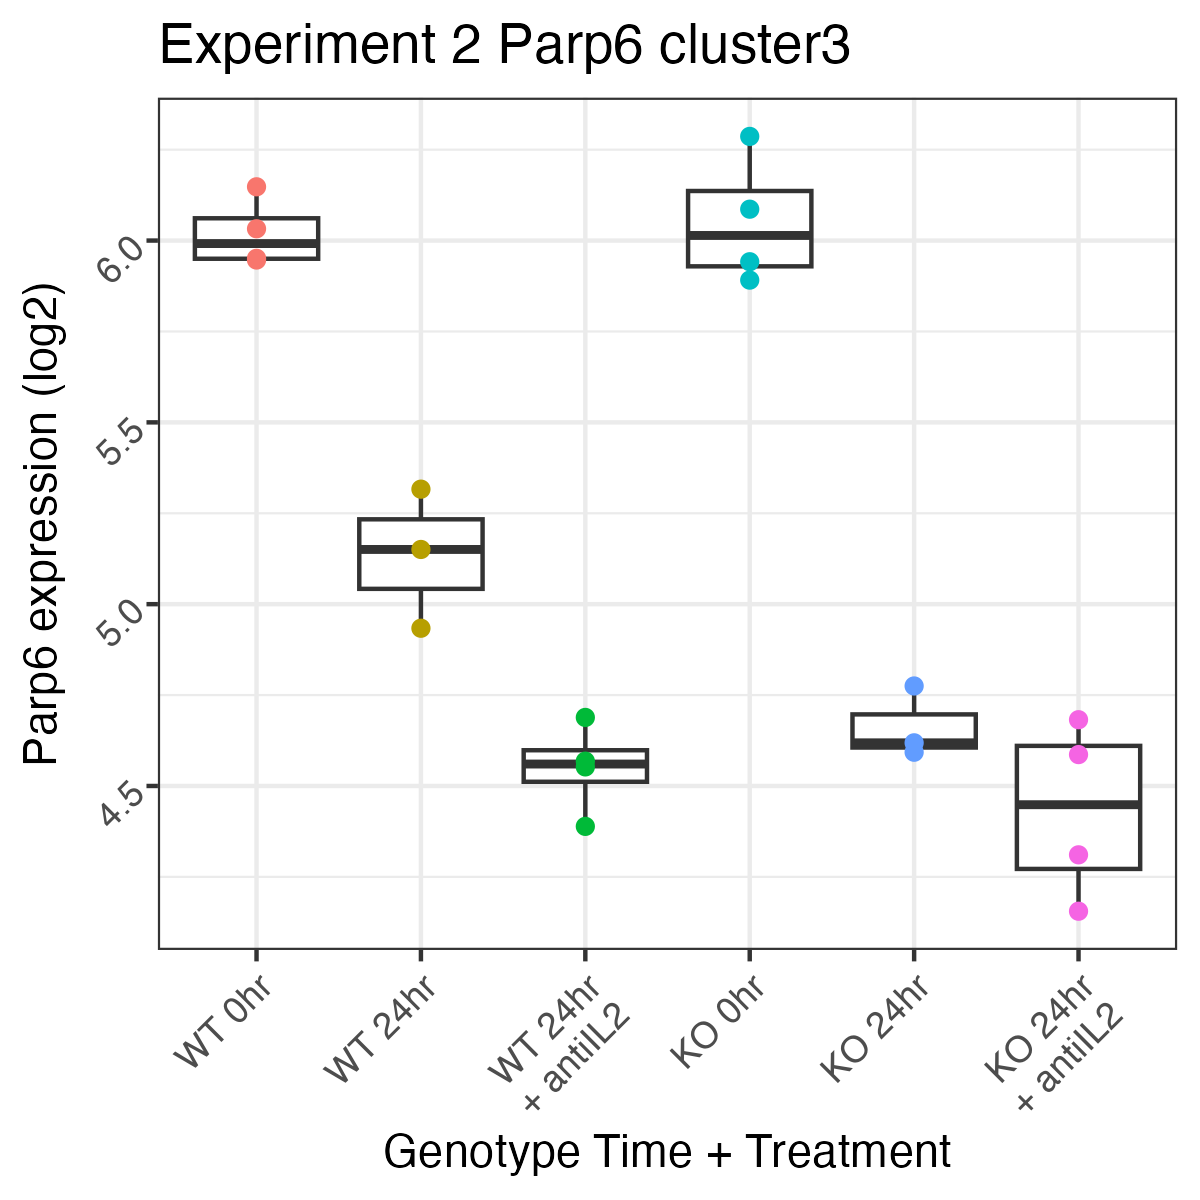 Experiment 2 Parp6 cluster3
Parp6 expression (log2)
6.0
5.5
5.0
4.5
WT 0hr
WT 24hr
WT 24hr
+ antiIL2
KO 0hr
KO 24hr
KO 24hr
+ antiIL2
Genotype Time + Treatment